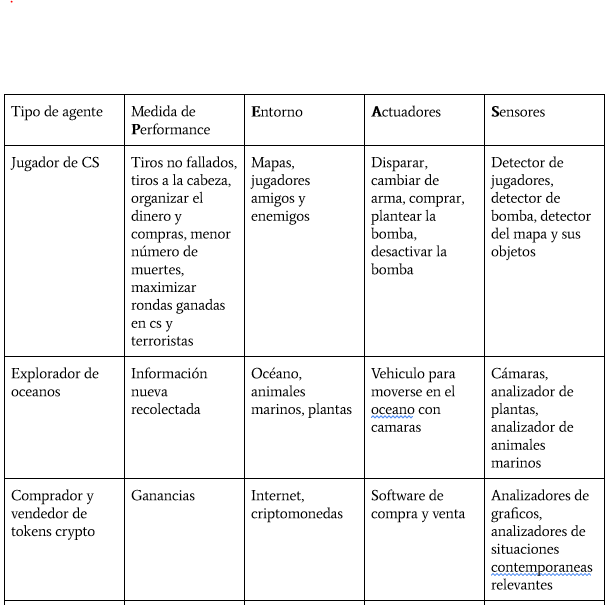 Tipo de agente
Medida de
Performance
Entorno
Actuadores
Sensores
Jugador de CS
Tiros no fallados,
tiros a la cabeza,
organizar el
dinero y
compras, menor
número de
muertes,
maximizar
rondas ganadas
en cs y
terroristas
Mapas,
jugadores
amigos y
enemigos
Disparar,
cambiar de
arma, comprar,
plantear la
bomba,
desactivar la
bomba
Detector de
jugadores,
detector de
bomba, detector
del mapa y sus
objetos
Explorador de
oceanos
Información
nueva
recolectada
Océano,
animales
marinos, plantas
Vehiculo para
moverse en el
oceano con
camaras
Cámaras,
analizador de
plantas,
analizador de
animales
marinos
Comprador y
vendedor de
tokens crypto
Ganancias
Internet,
criptomonedas
Software de
compra y venta
Analizadores de
graficos,
analizadores de
situaciones
contemporaneas
relevantes